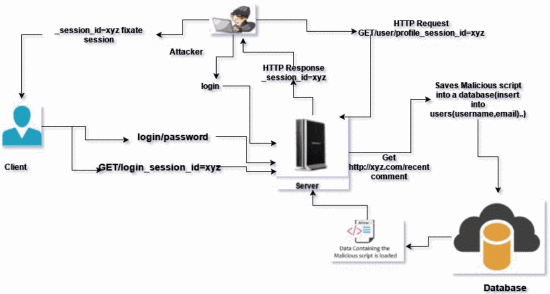 HTTP Request
GET/user/profile_session_id=xyz
_session_id=xyz fixate
session
Attacker
HTTP Response
_session_id=xyz
login
Saves Malicious script
into a database(insert
into
users(username,email)..)
login/password
Client
GET/login_session_id=xyz
Get
http://xyz.com/recent
comment
Server
Data Containing the
Malicious script is loaded
Database